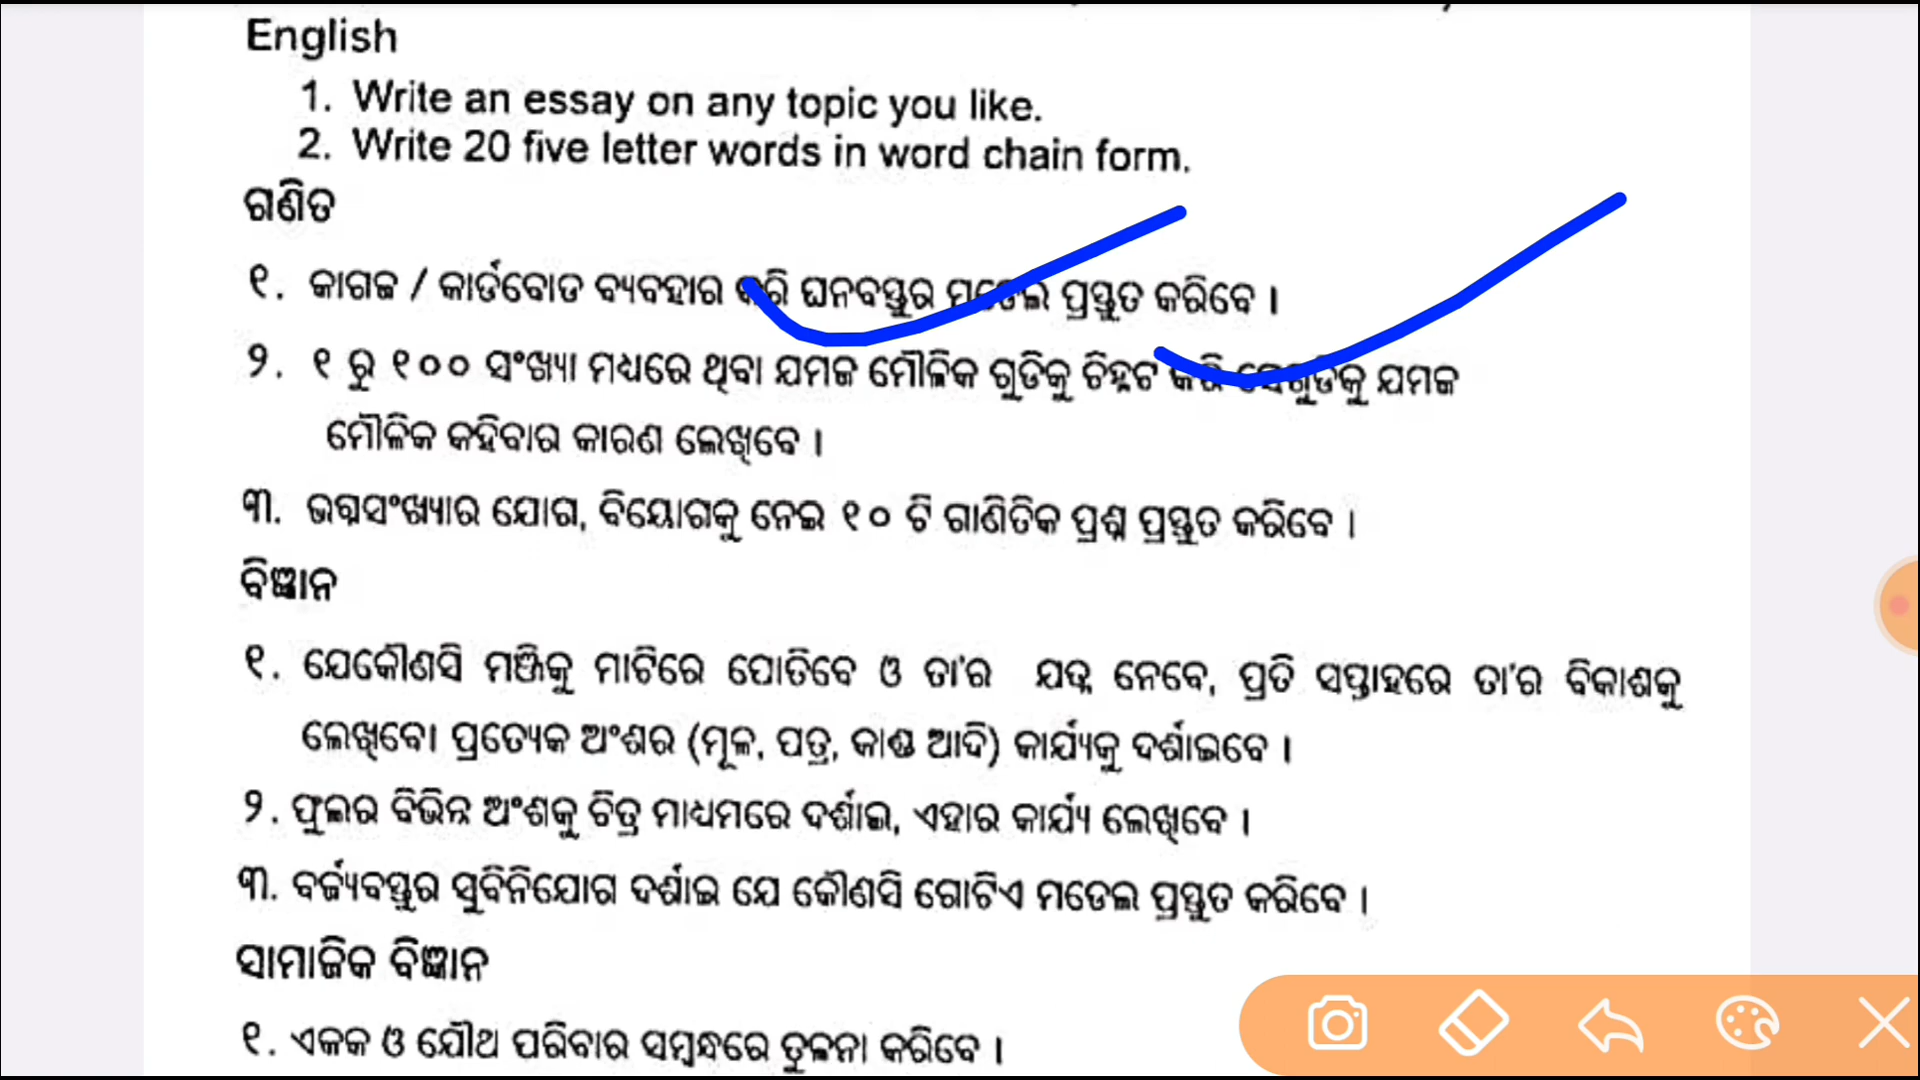 English
1. Write an essay on any topic you like.
2. Write 20 five letter words in word chain form.
ଗଣିତ
୧. କାଗଜ / କାର୍ଡବୋର୍ଡ ବ୍ୟବହାର କରି ଘନବସ୍ତୁର ମଡେଲ ପ୍ରସ୍ତୁତ କରିବେ ।
୨. ୧ ରୁ ୧୦୦ ସଂଖ୍ୟା ମଧ୍ୟରେ ଥିବା ଯମଜ ମୌଳିକ ଗୁଡିକୁ ଚିହ୍ନଟ କରି ସେଗୁଡିକୁ ଯମଜ
ମୌଳିକ କହିବାର କାରଣ ଲେଖିବେ ।
୩. ଭଗ୍ନସଂଖ୍ୟାର ଯୋଗ, ବିୟୋଗକୁ ନେଇ ୧୦ ଟି ଗାଣିତିକ ପ୍ରଶ୍ନ ପ୍ରସ୍ତୁତ କରିବେ ।
ବିଜ୍ଞାନ
୧. ଯେକୌଣସି ମଞ୍ଜିକୁ ମାଟିରେ ପୋତିବେ ଓ ତା'ର ଯତ୍ନ ନେବେ, ପ୍ରତି ସପ୍ତାହରେ ତା'ର ବିକାଶକୁ
ଲେଖିବେ। ପ୍ରତ୍ୟେକ ଅଂଶର (ମୂଳ, ପତ୍ର, କାଣ୍ଡ ଆଦି) କାର୍ଯ୍ୟକୁ ଦର୍ଶାଇବେ ।
୨. ଫୁଲର ବିଭିନ୍ନ ଅଂଶକୁ ଚିତ୍ର ମାଧ୍ୟମରେ ଦର୍ଶାଇ, ଏହାର କାର୍ଯ୍ୟ ଲେଖିବେ ।
୩. ବର୍ଜ୍ୟବସ୍ତୁର ସୁବିନିଯୋଗ ଦର୍ଶାଇ ଯେ କୌଣସି ଗୋଟିଏ ମଡେଲ ପ୍ରସ୍ତୁତ କରିବେ ।
ସାମାଜିକ ବିଜ୍ଞାନ
୧. ଏକକ ଓ ଯୌଥ ପରିବାର ସମ୍ବନ୍ଧରେ ତୁଳନା କରିବେ ।